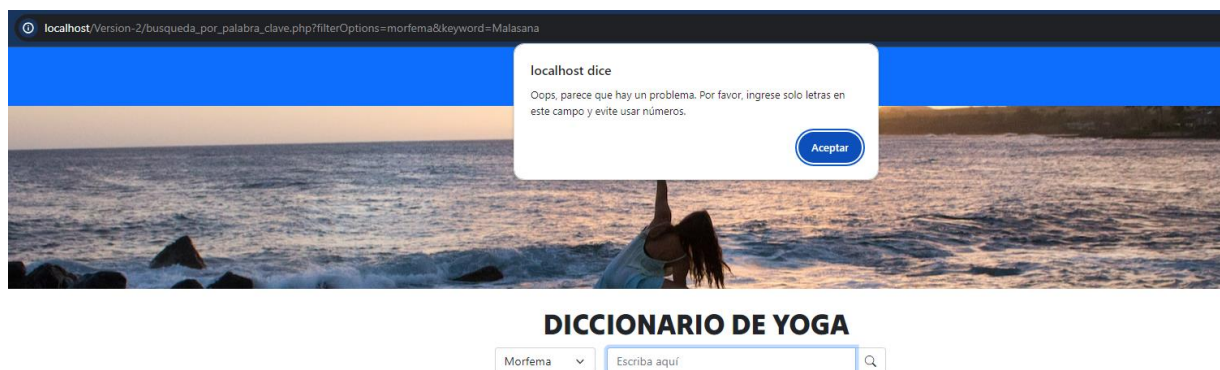 localhost/Version-2/busqueda_por_palabra_clave.php?filterOptions=morfema&keyword=Malasana
localhost dice
Oops, parece que hay un problema. Por favor, ingrese solo letras en
este campo y evite usar números.
Aceptar
DICCIONARIO DE YOGA
Morfema Escriba aquí